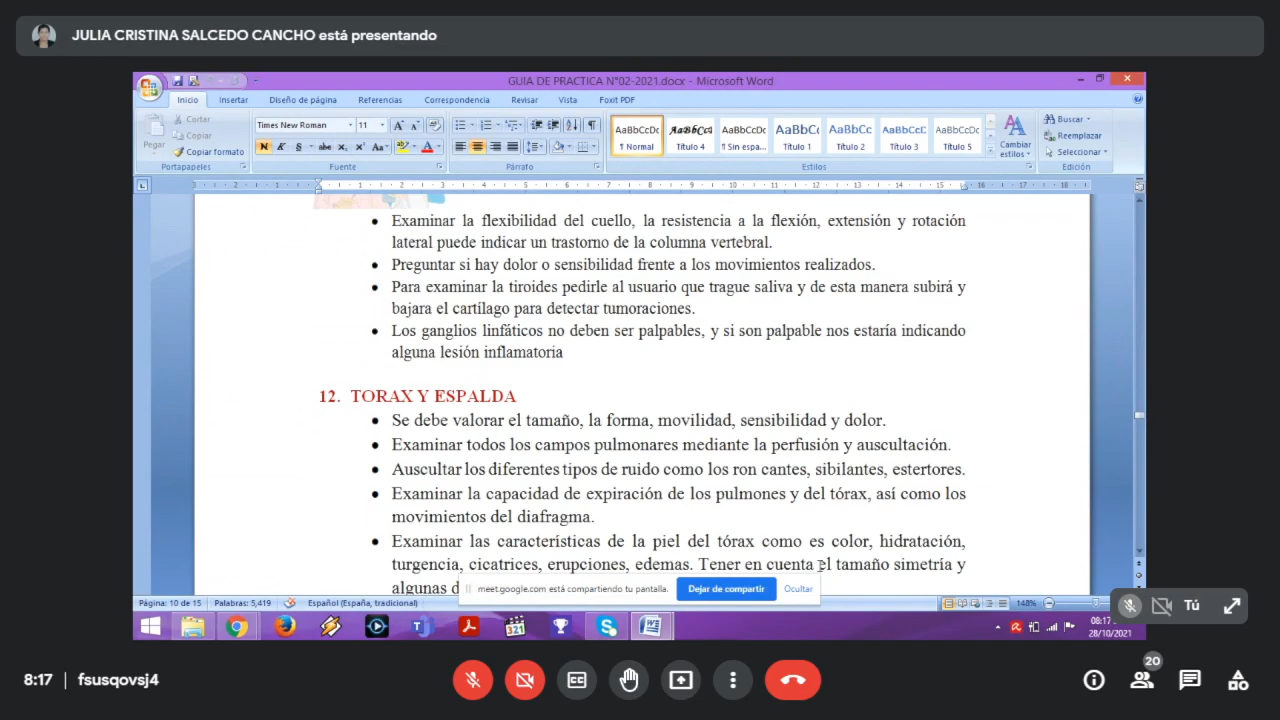 JULIA CRISTINA SALCEDO CANCHO está presentando
GUIA DE PRACTICA N°02-2021.docx - Microsoft Word
Inicio Insertar Diseño de página Referencias Correspondencia Revisar Vista Foxit PDF
Pegar Cortar Copiar Copiar formato
Times New Roman 11
AaBbCcDc AaBbCcI AaBbCcDc AaBbC AaBbCc AaBbCcI AaBbCcDc
¶ Normal Título 4 ¶ Sin espa... Título 1 Título 2 Título 3 Título 5
Cambiar estilos
Buscar
Reemplazar
Seleccionar
Portapapeles Fuente Párrafo Estilos Edición
• Examinar la flexibilidad del cuello, la resistencia a la flexión, extensión y rotación
lateral puede indicar un trastorno de la columna vertebral.
• Preguntar si hay dolor o sensibilidad frente a los movimientos realizados.
• Para examinar la tiroides pedirle al usuario que trague saliva y de esta manera subirá y
bajara el cartílago para detectar tumoraciones.
• Los ganglios linfáticos no deben ser palpables, y si son palpable nos estaría indicando
alguna lesión inflamatoria
12. TORAX Y ESPALDA
• Se debe valorar el tamaño, la forma, movilidad, sensibilidad y dolor.
• Examinar todos los campos pulmonares mediante la perfusión y auscultación.
• Auscultar los diferentes tipos de ruido como los ron cantes, sibilantes, estertores.
• Examinar la capacidad de expiración de los pulmones y del tórax, así como los
movimientos del diafragma.
• Examinar las características de la piel del tórax como es color, hidratación,
turgencia, cicatrices, erupciones, edemas. Tener en cuenta el tamaño simetría y
algunas d
meet.google.com está compartiendo tu pantalla. Dejar de compartir Ocultar
Página: 10 de 15 Palabras: 5,419 Español (España, tradicional) 148%
Tú
08:17
28/10/2021
8:17 | fsusqovsj4
20